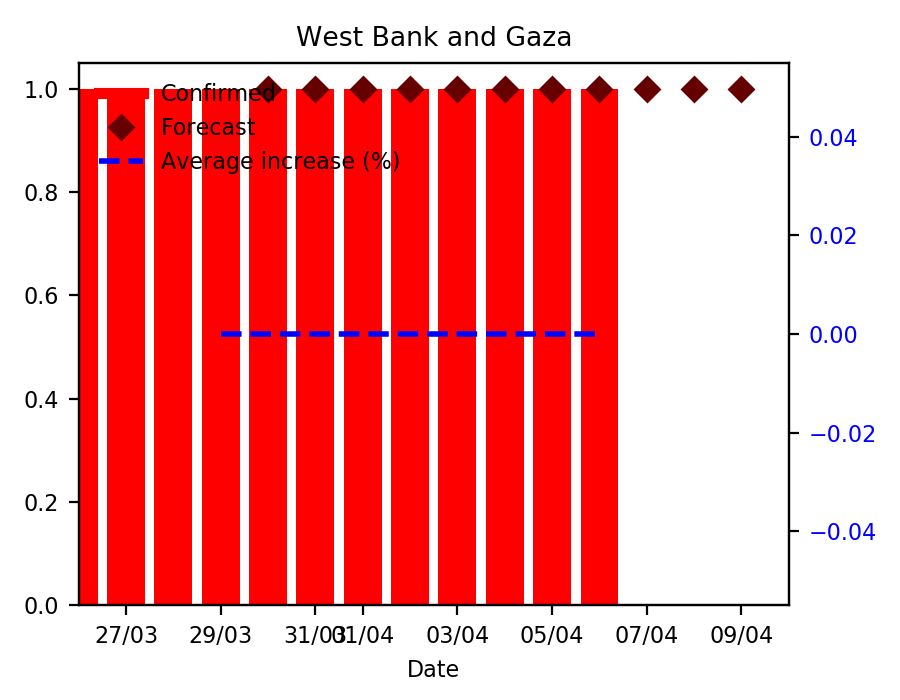 West Bank and Gaza
Confirmed
Forecast
Average increase (%)
1.0
0.8
0.6
0.4
0.2
0.0
0.04
0.02
0.00
−0.02
−0.04
27/03 29/03 31/03 01/04 03/04 05/04 07/04 09/04
Date